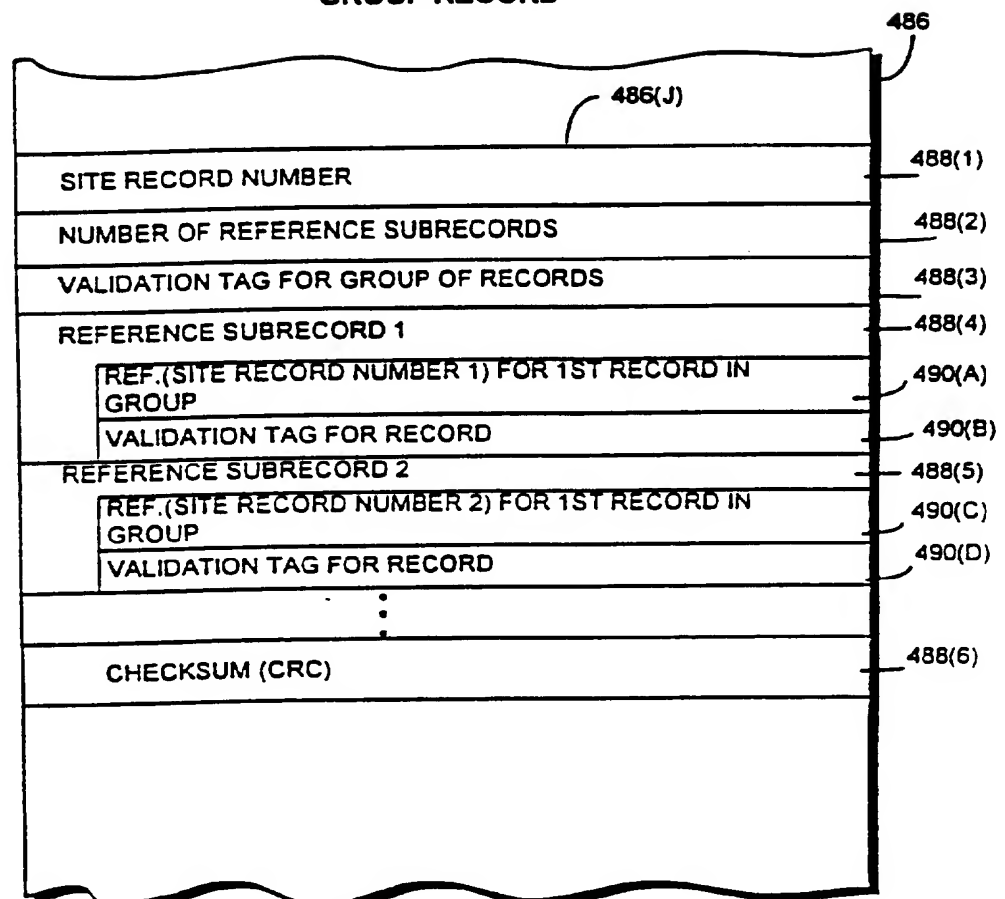 GROUP RECORD
486
486(J)
SITE RECORD NUMBER
488(1)
NUMBER OF REFERENCE SUBRECORDS
488(2)
VALIDATION TAG FOR GROUP OF RECORDS
488(3)
REFERENCE SUBRECORD 1
488(4)
REF.(SITE RECORD NUMBER 1) FOR 1ST RECORD IN
GROUP
490(A)
VALIDATION TAG FOR RECORD
490(B)
REFERENCE SUBRECORD 2
488(5)
REF.(SITE RECORD NUMBER 2) FOR 1ST RECORD IN
GROUP
490(C)
VALIDATION TAG FOR RECORD
490(D)
CHECKSUM (CRC)
488(6)